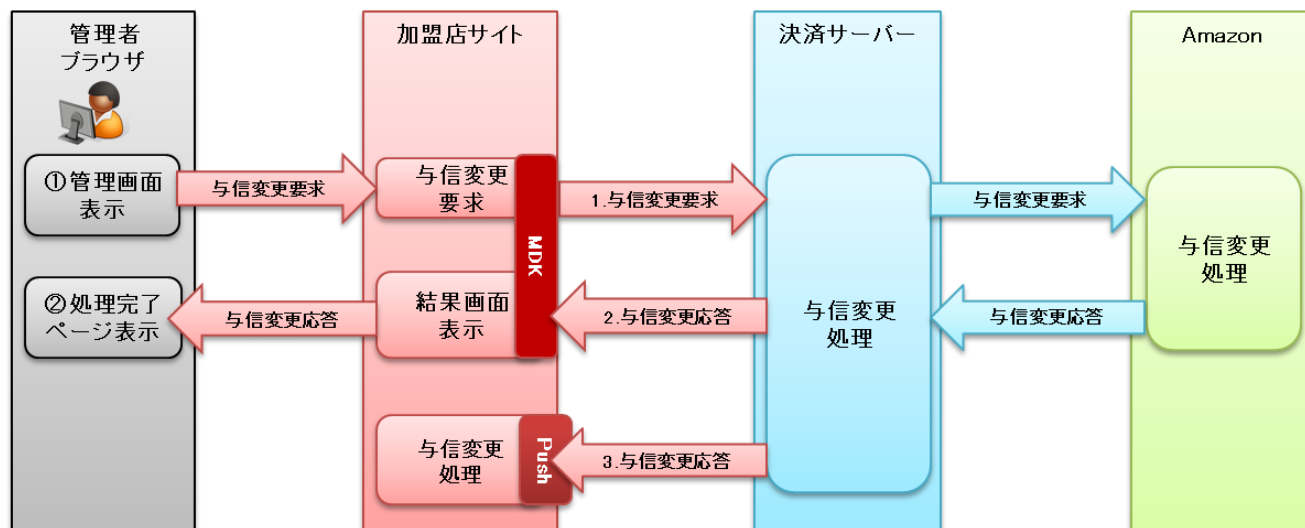 管理者
ブラウザ
加盟店サイト
決済サーバー
Amazon
①管理画面
表示
与信変更要求
与信変更
要求
1.与信変更要求
与信変更要求
MDK
与信変更
処理
与信変更
処理
②処理完了
ページ表示
与信変更応答
結果画面
表示
2.与信変更応答
与信変更応答
与信変更
処理
Push
3.与信変更応答